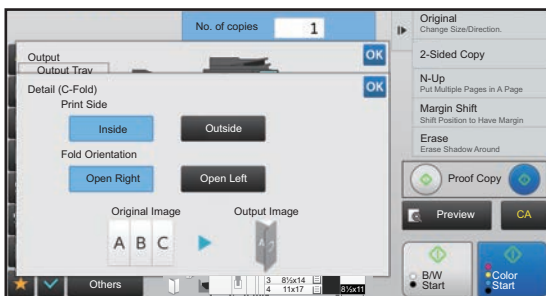 No. of copies 1
Output
OK
Output Tray
Detail (C-Fold)
OK
Print Side
Inside
Outside
Fold Orientation
Open Right
Open Left
Original Image
Output Image
A B C
Others
3 8½x14
4 11x17
8½x11
Original
Change Size/Direction.
2-Sided Copy
N-Up
Put Multiple Pages in A Page
Margin Shift
Shift Position to Have Margin
Erase
Erase Shadow Around
Proof Copy
Preview
CA
B/W
Start
Color
Start